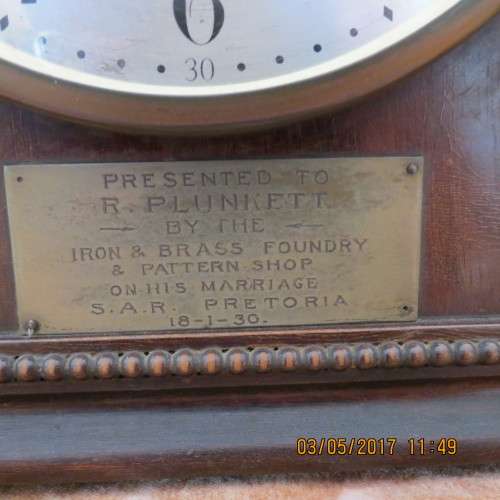 6
30
PRESENTED TO
R. PLUNKETT
BY THE
IRON & BRASS FOUNDRY
& PATTERN SHOP
ON HIS MARRIAGE
S.A.R. PRETORIA
18-1-30.
03/05/2017 11:49